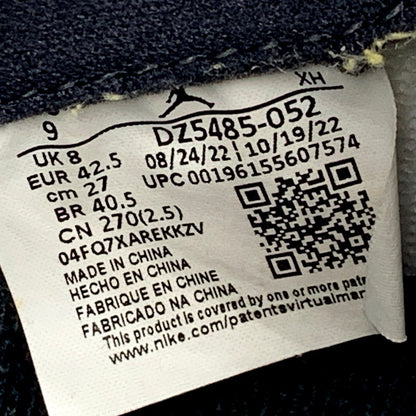 9 XH
UK 8 DZ5485-052
EUR 42.5 08/24/22 | 10/19/22
cm 27 UPC 00196155607574
BR 40.5
CN 270(2.5)
04FQ7XAREKKZV
MADE IN CHINA
HECHO EN CHINA
FABRIQUE EN CHINE
FABRICADO NA CHINA
This product is covered by one or more
www.nike.com/patents